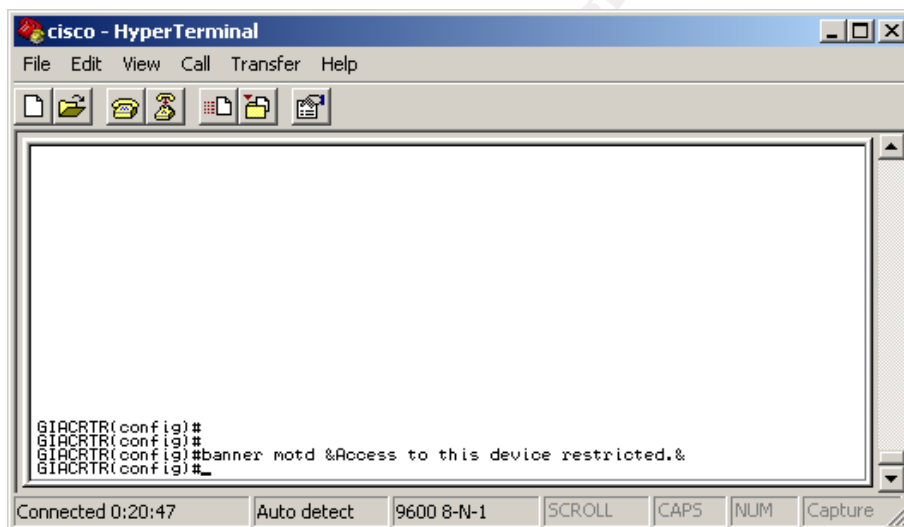 cisco - HyperTerminal
File Edit View Call Transfer Help
GIACRTR(config)#
GIACRTR(config)#
GIACRTR(config)#banner motd &Access to this device restricted.&
GIACRTR(config)#_
Connected 0:20:47 Auto detect 9600 8-N-1 SCROLL CAPS NUM Capture